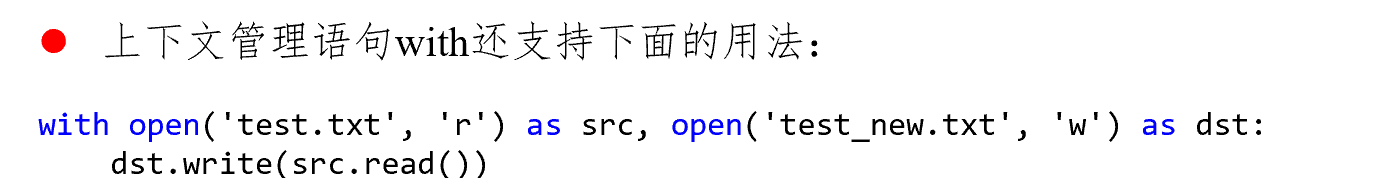 ● 上下文管理语句with还支持下面的用法：
with open('test.txt', 'r') as src, open('test_new.txt', 'w') as dst:
    dst.write(src.read())